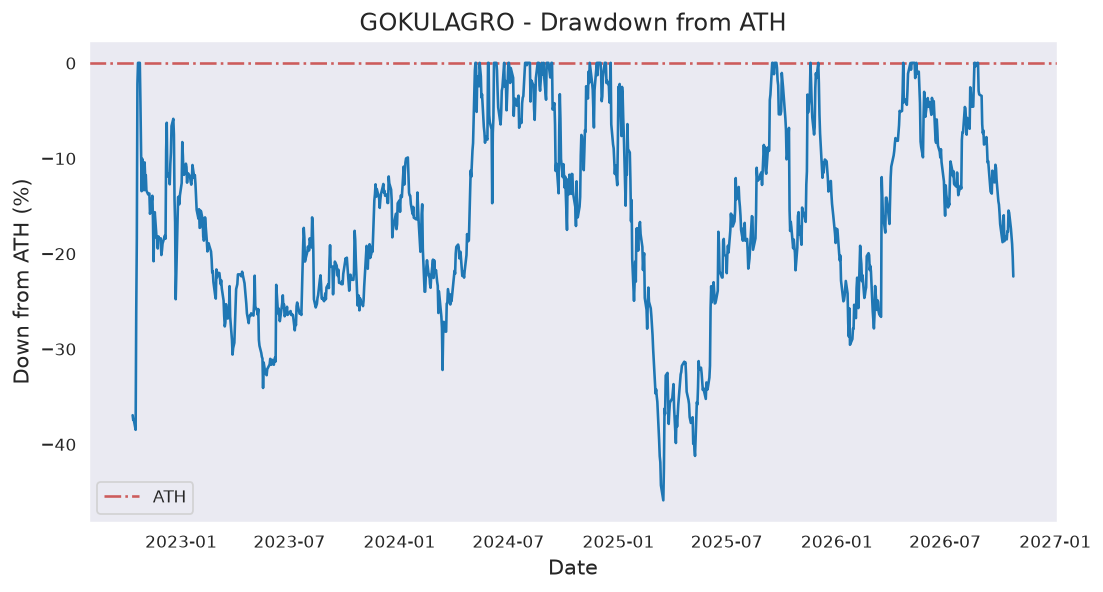 GOKULAGRO - Drawdown from ATH
Down from ATH (%)
0
−10
−20
−30
−40
ATH
2023-01 2023-07 2024-01 2024-07 2025-01 2025-07 2026-01 2026-07 2027-01
Date